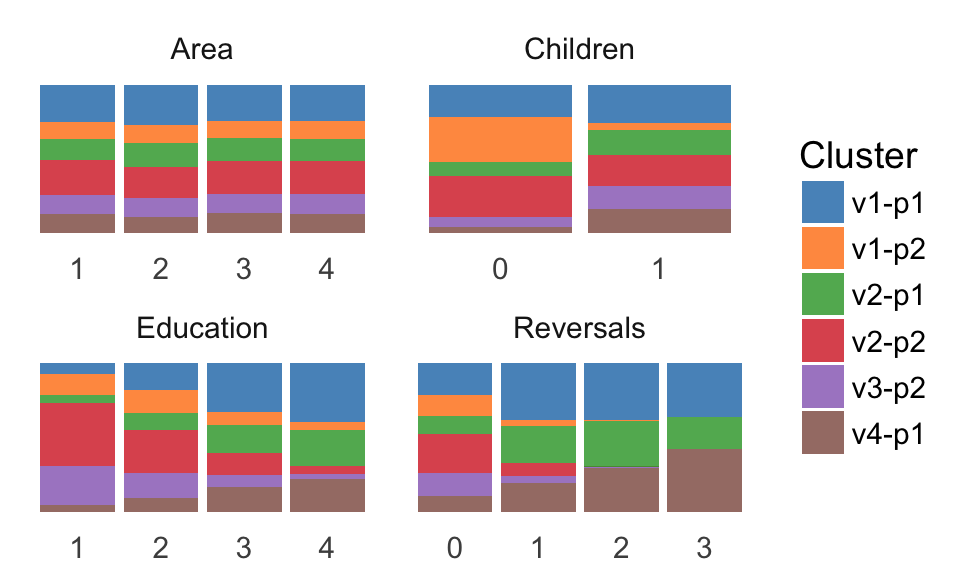 Area
1 2 3 4
Children
0 1
Education
1 2 3 4
Reversals
0 1 2 3
Cluster
v1-p1
v1-p2
v2-p1
v2-p2
v3-p2
v4-p1